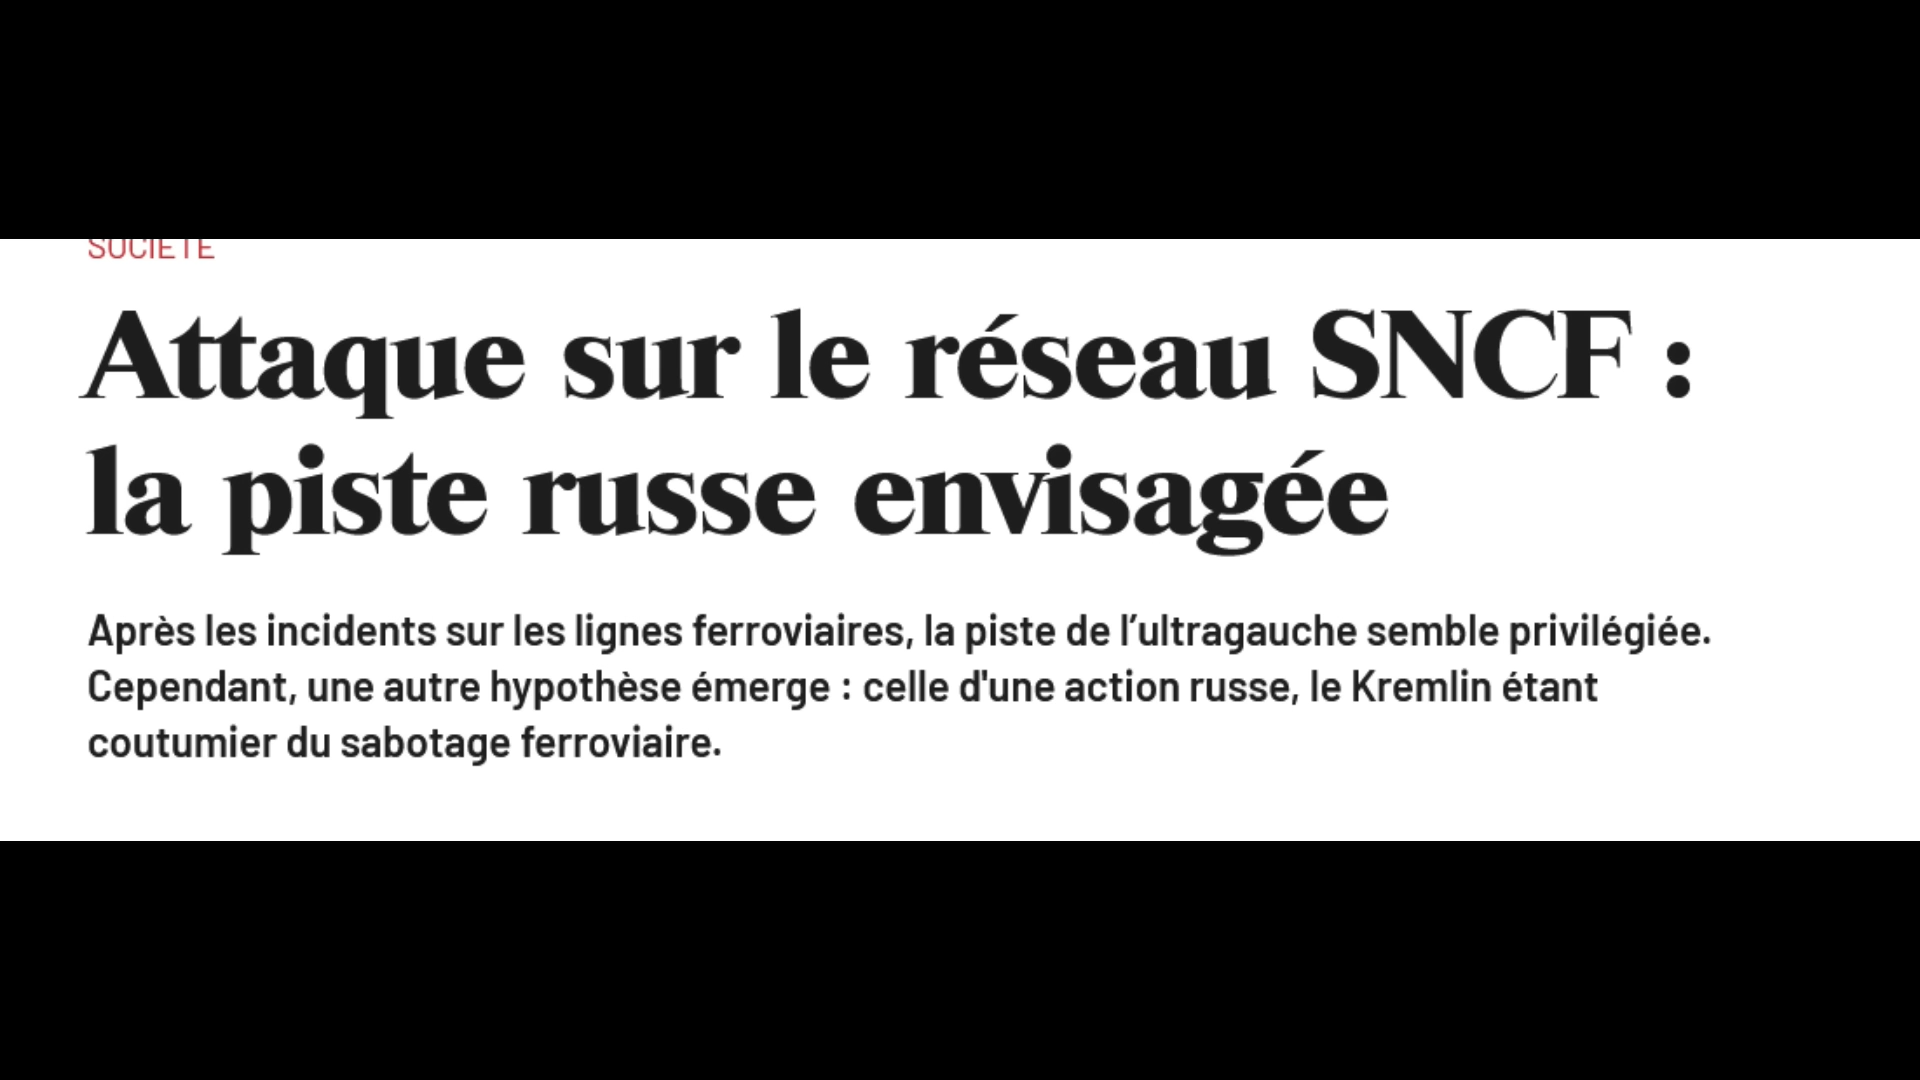 SOCIETE
Attaque sur le réseau SNCF :
la piste russe envisagée
Après les incidents sur les lignes ferroviaires, la piste de l’ultragauche semble privilégiée.
Cependant, une autre hypothèse émerge : celle d'une action russe, le Kremlin étant
coutumier du sabotage ferroviaire.